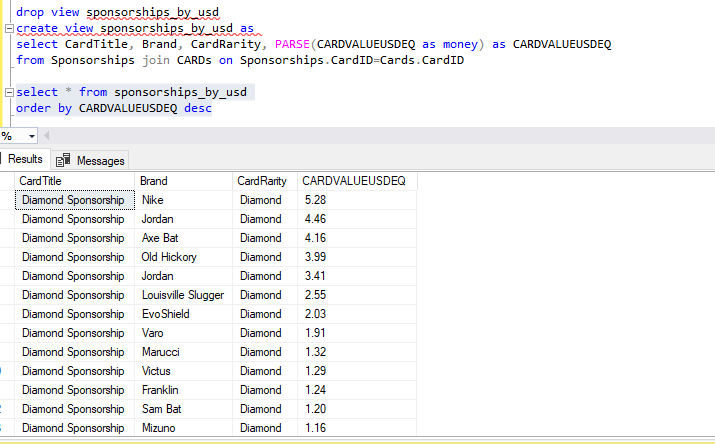 drop view sponsorships_by_usd
create view sponsorships_by_usd as
select CardTitle, Brand, CardRarity, PARSE(CARDVALUEUSDEQ as money) as CARDVALUEUSDEQ
from Sponsorships join CARDs on Sponsorships.CardID=Cards.CardID
select * from sponsorships_by_usd
order by CARDVALUEUSDEQ desc
%
Results Messages
CardTitle Brand CardRarity CARDVALUEUSDEQ
Diamond Sponsorship Nike Diamond 5.28
Diamond Sponsorship Jordan Diamond 4.46
Diamond Sponsorship Axe Bat Diamond 4.16
Diamond Sponsorship Old Hickory Diamond 3.99
Diamond Sponsorship Jordan Diamond 3.41
Diamond Sponsorship Louisville Slugger Diamond 2.55
Diamond Sponsorship EvoShield Diamond 2.03
Diamond Sponsorship Varo Diamond 1.91
Diamond Sponsorship Marucci Diamond 1.32
Diamond Sponsorship Victus Diamond 1.29
Diamond Sponsorship Franklin Diamond 1.24
Diamond Sponsorship Sam Bat Diamond 1.20
Diamond Sponsorship Mizuno Diamond 1.16